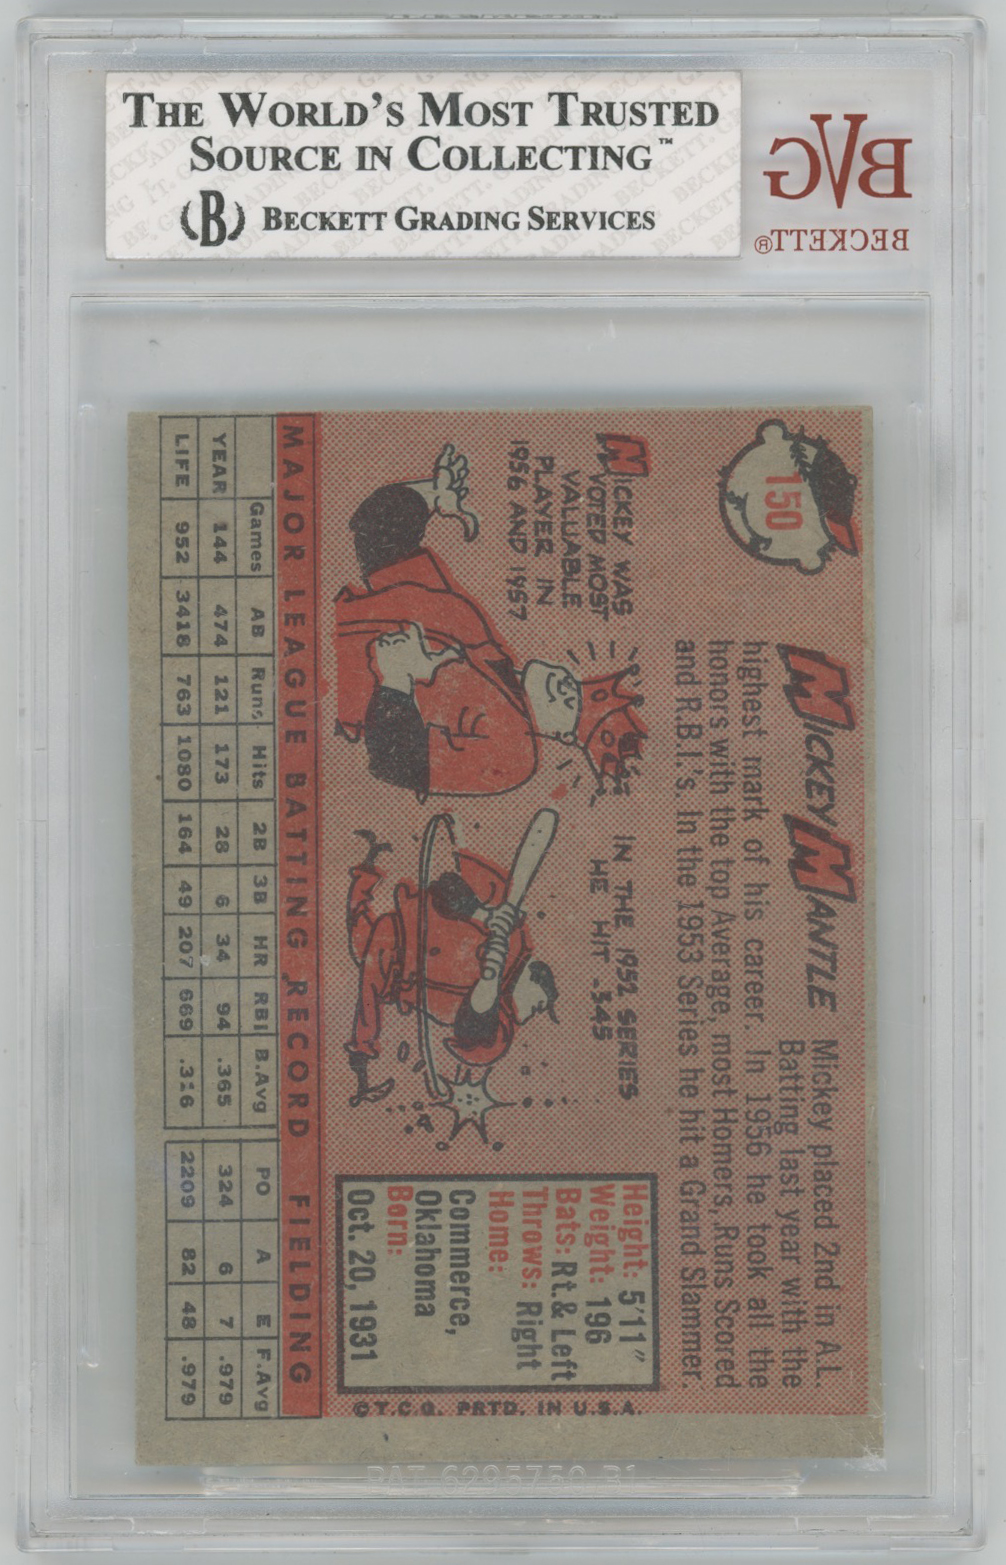 THE WORLD'S MOST TRUSTED
SOURCE IN COLLECTING™
(B) BECKETT GRADING SERVICES
BVG
BECKETT®
150
MICKEY MANTLE
Mickey placed 2nd in A.L.
Batting last year with the
highest mark of his career. In 1956 he took all the
honors with the top Average, most Homers, Runs Scored
and R.B.I.'s. In the 1953 Series he hit a Grand Slammer.
MICKEY WAS
VOTED MOST
VALUABLE
PLAYER IN
1956 AND 1957
IN THE 1952 SERIES
HE HIT .345
Height: 5'11"
Weight: 196
Bats: Rt. & Left
Throws: Right
Home:
Commerce,
Oklahoma
Born:
Oct. 20, 1931
MAJOR LEAGUE BATTING RECORD FIELDING
Games AB Runs Hits 2B 3B HR RBI B.Avg PO A E F.Avg
YEAR 144 474 121 173 28 6 34 94 .365 324 6 7 .979
LIFE 952 3418 763 1080 164 49 207 669 .316 2209 82 48 .979
©T.C.G. PRTD. IN U.S.A.
PAT 6295750 B1